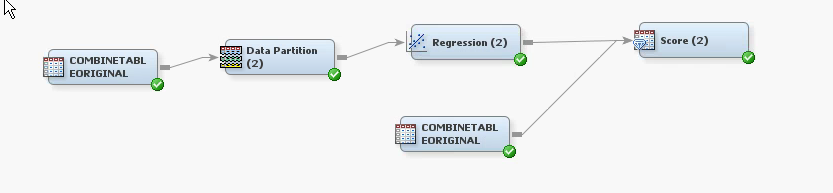 COMBINETABL
EORIGINAL
Data Partition
(2)
Regression (2)
Score (2)
COMBINETABL
EORIGINAL